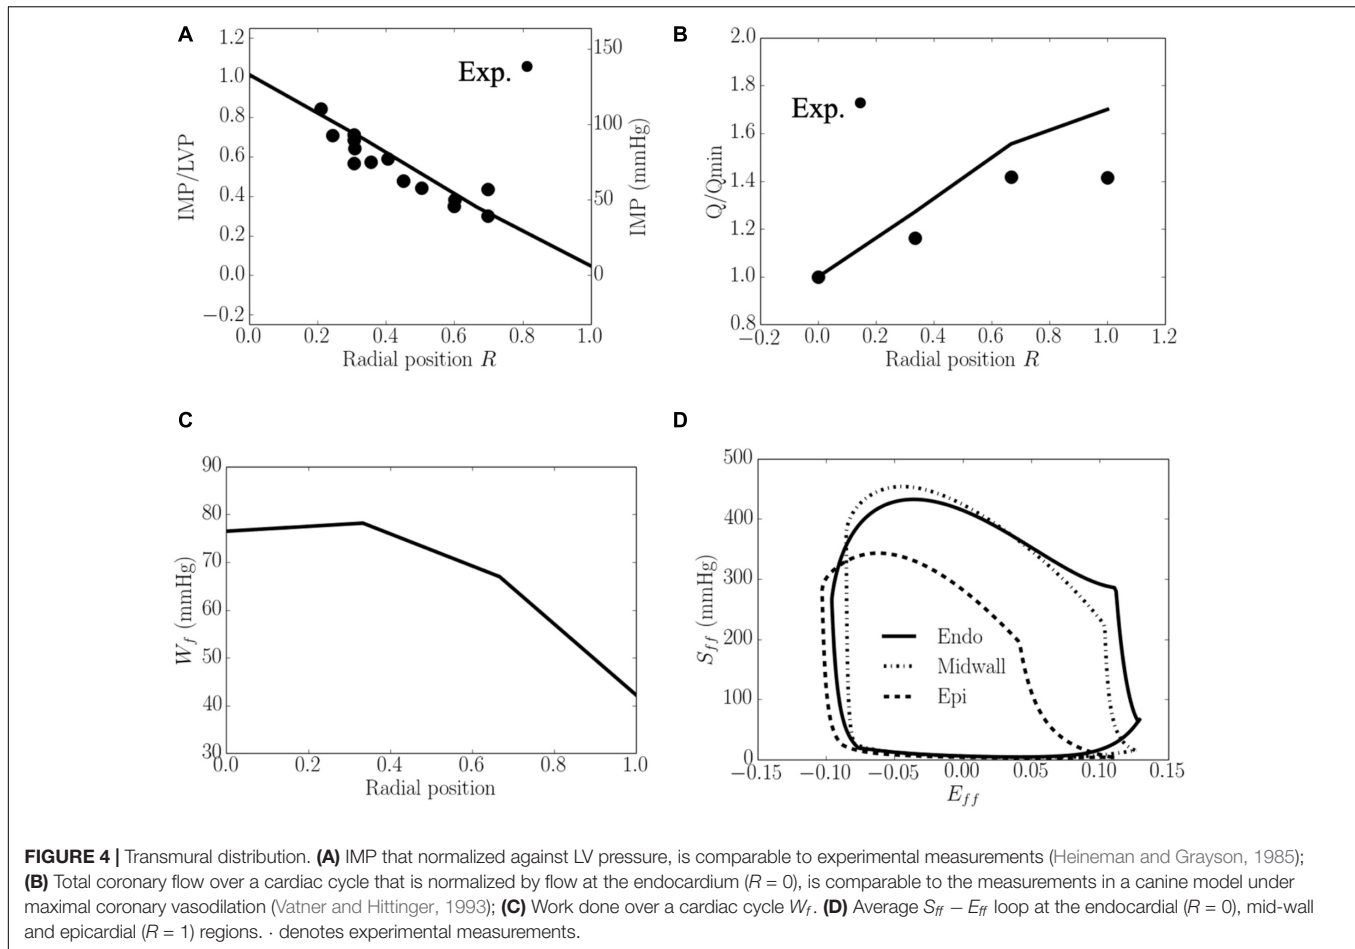 A
1.2
1.0
0.8
0.6
0.4
0.2
0.0
−0.2
IMP/LVP
Exp.
150
100
50
0
IMP (mmHg)
0.0 0.2 0.4 0.6 0.8 1.0
Radial position R
B
2.0
1.8
1.6
1.4
1.2
1.0
0.8
Q/Qmin
Exp.
−0.2 0.0 0.2 0.4 0.6 0.8 1.0 1.2
Radial position R
C
90
80
70
60
50
40
30
W_f (mmHg)
0.0 0.2 0.4 0.6 0.8 1.0
Radial position
D
500
400
300
200
100
0
S_ff (mmHg)
Endo
Midwall
Epi
−0.15 −0.10 −0.05 0.00 0.05 0.10 0.15
E_ff
FIGURE 4 | Transmural distribution. (A) IMP that normalized against LV pressure, is comparable to experimental measurements (Heineman and Grayson, 1985);
(B) Total coronary flow over a cardiac cycle that is normalized by flow at the endocardium (R = 0), is comparable to the measurements in a canine model under
maximal coronary vasodilation (Vatner and Hittinger, 1993); (C) Work done over a cardiac cycle W_f. (D) Average S_ff − E_ff loop at the endocardial (R = 0), mid-wall
and epicardial (R = 1) regions. · denotes experimental measurements.